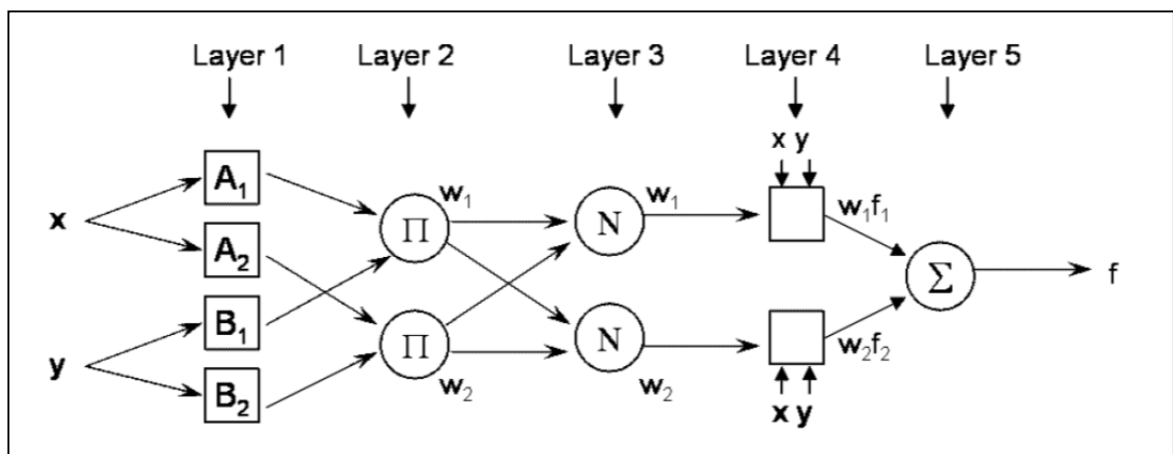 Layer 1 Layer 2 Layer 3 Layer 4 Layer 5
x y
A₁
w₁ w₁
x Π N w₁f₁
A₂
Σ f
B₁
y Π N w₂f₂
w₂ w₂
B₂
x y